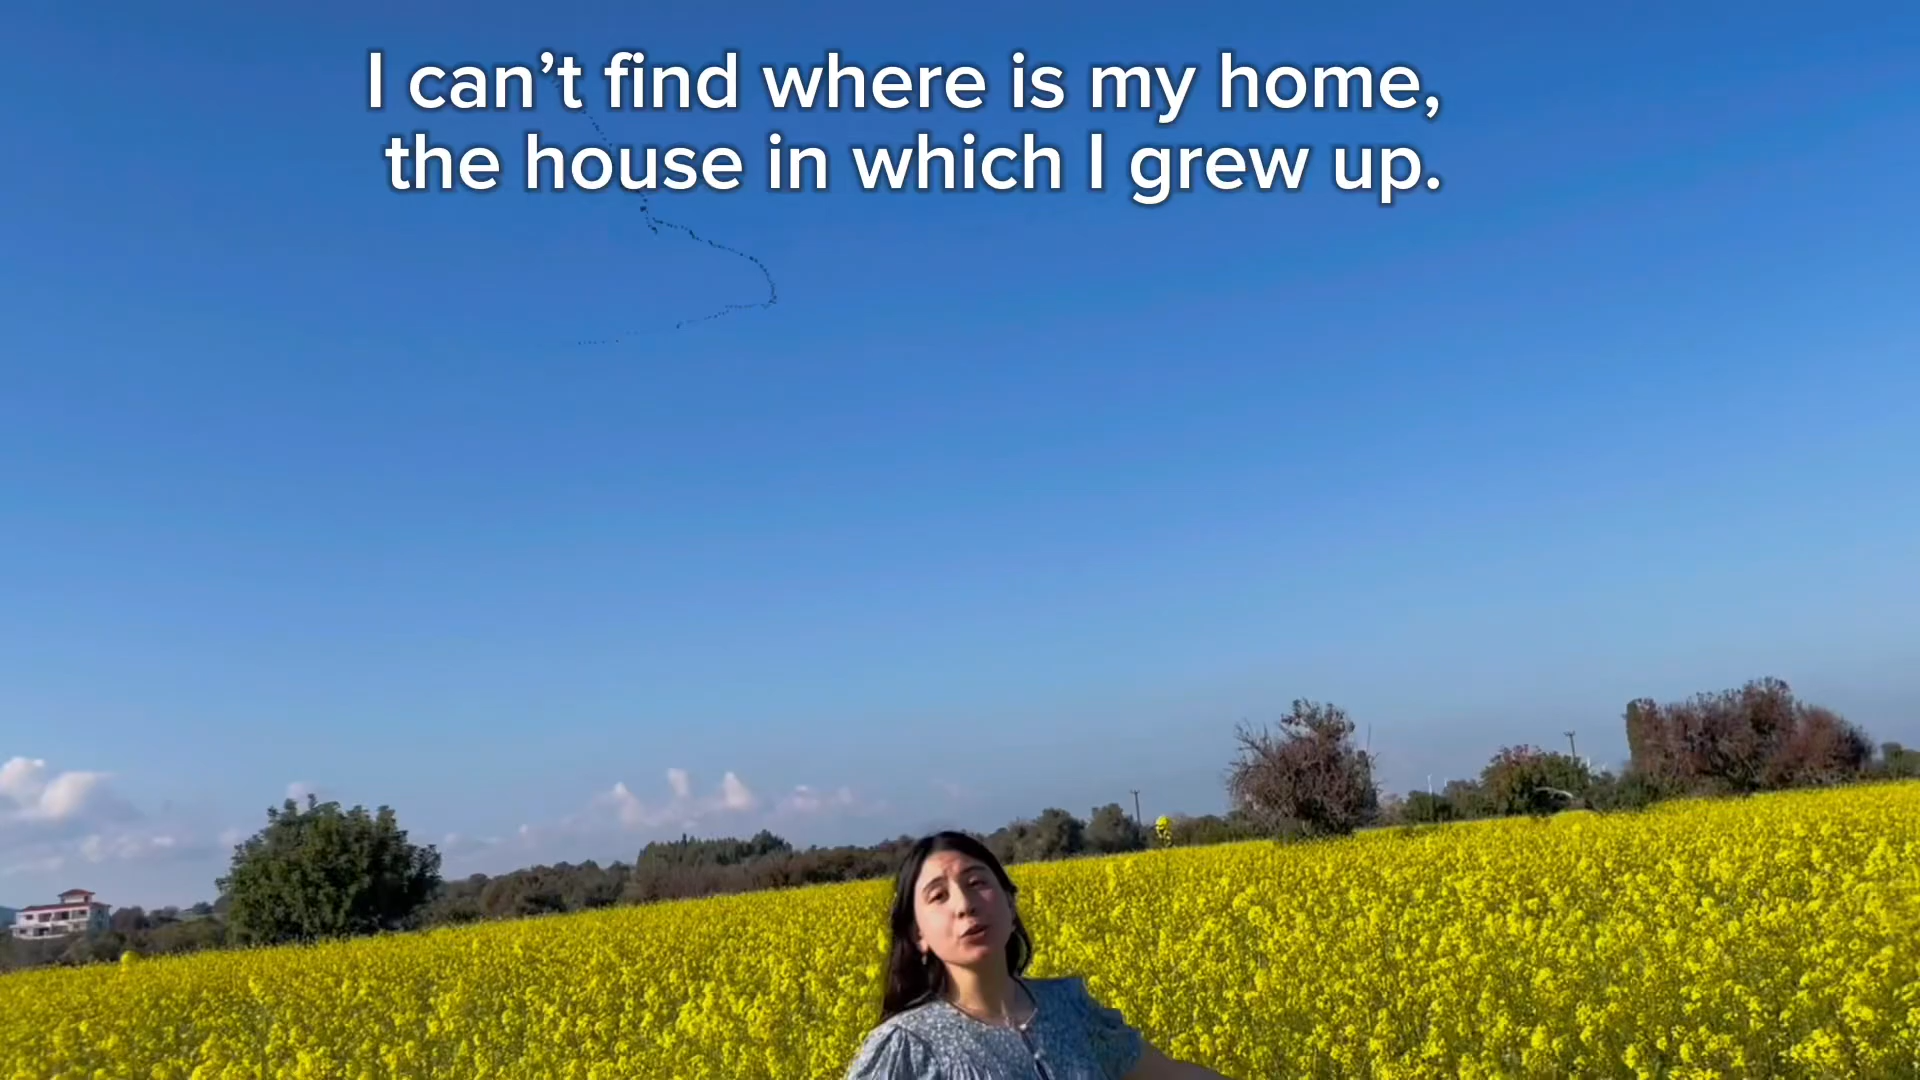 I can’t find where is my home,
the house in which I grew up.